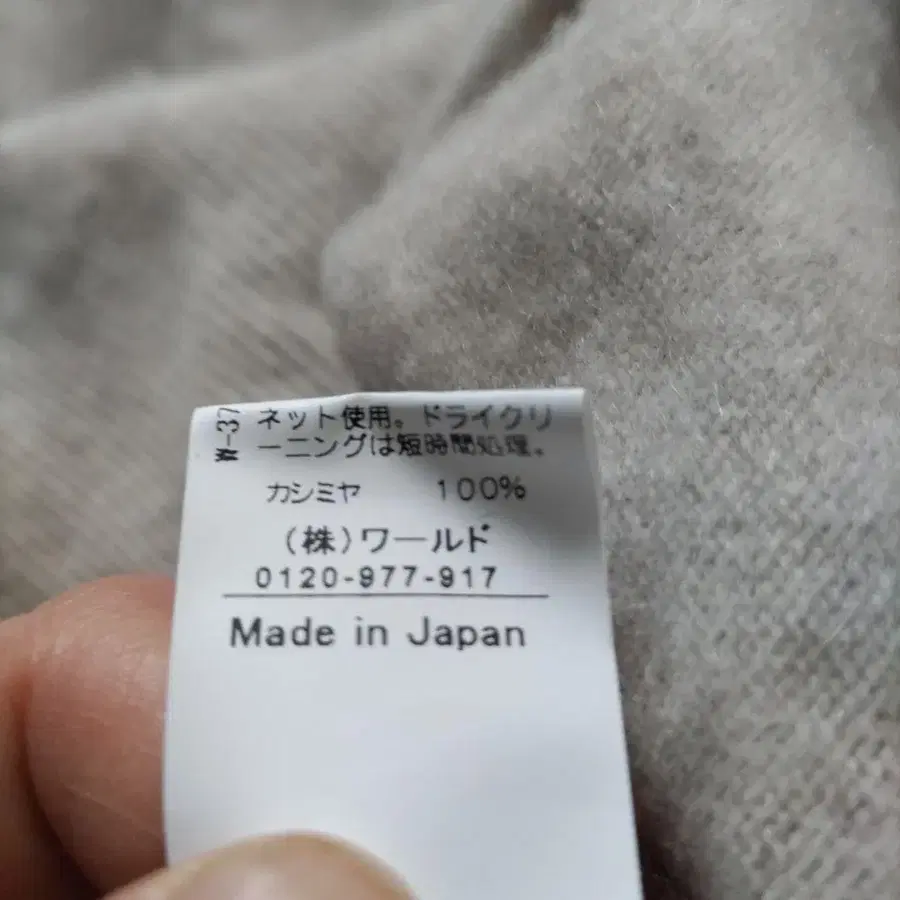 ネット使用。ドライクリ
ーニングは短時間処理。
カシミヤ 100%
(株)ワールド
0120-977-917
Made in Japan